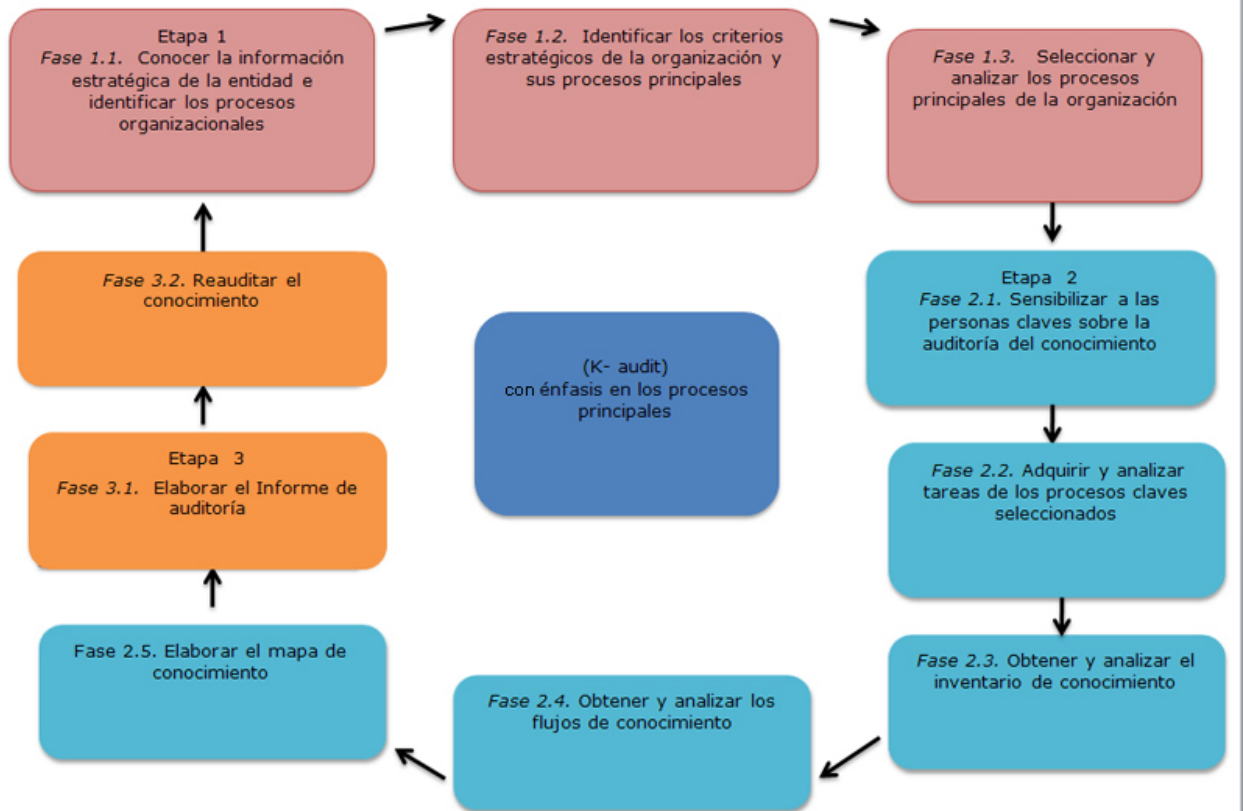 Etapa 1
Fase 1.1. Conocer la información
estratégica de la entidad e
identificar los procesos
organizacionales
Fase 1.2. Identificar los criterios
estratégicos de la organización y
sus procesos principales
Fase 1.3. Seleccionar y
analizar los procesos
principales de la organización
Etapa 2
Fase 2.1. Sensibilizar a las
personas claves sobre la
auditoría del conocimiento
Fase 2.2. Adquirir y analizar
tareas de los procesos claves
seleccionados
Fase 2.3. Obtener y analizar el
inventario de conocimiento
Fase 2.4. Obtener y analizar los
flujos de conocimiento
Fase 2.5. Elaborar el mapa de
conocimiento
Etapa 3
Fase 3.1. Elaborar el Informe de
auditoría
Fase 3.2. Reauditar el
conocimiento
(K- audit)
con énfasis en los procesos
principales